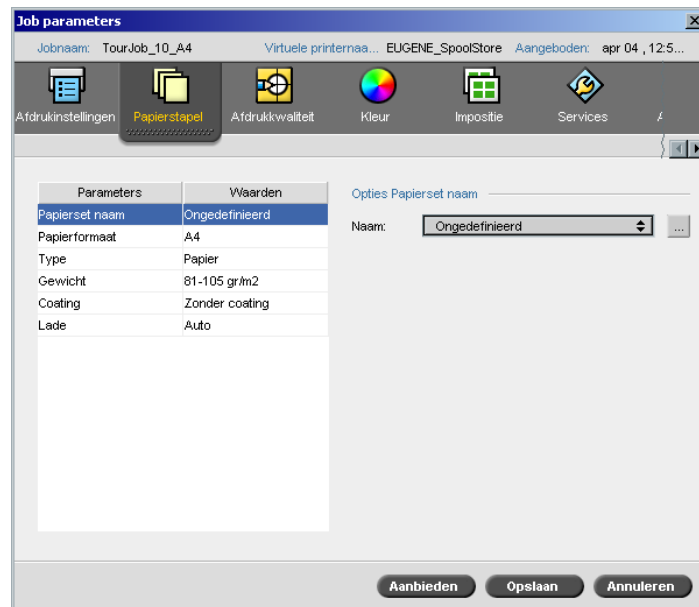 Job parameters
Jobnaam: TourJob_10_A4 Virtuele printernaa... EUGENE_SpoolStore Aangeboden: apr 04 , 12:5...
Afdrukinstellingen Papierstapel Afdrukkwaliteit Kleur Impositie Services
Parameters Waarden
Papierset naam Ongedefinieerd
Papierformaat A4
Type Papier
Gewicht 81-105 gr/m2
Coating Zonder coating
Lade Auto
Opties Papierset naam
Naam: Ongedefinieerd ...
Aanbieden Opslaan Annuleren